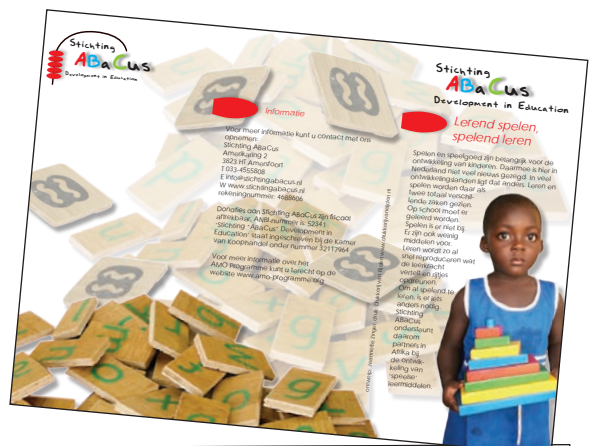 Stichting
ABaCus
Development in Education
Informatie
Voor meer informatie kunt u contact met ons
opnemen:
Stichting ABaCus
Amerikaring 2
3823 HT Amersfoort
T 033-4555808
E info@stichtingabacus.nl
W www.stichtingabacus.nl
rekeningnummer: 4688606
Donaties aan Stichting ABaCus zijn fiscaal
aftrekbaar. ANBI-nummer is: 52341
Stichting "ABaCus" Development in
Education" staat ingeschreven bij de Kamer
van Koophandel onder nummer 32117964
Voor meer informatie over het
AMO Programme kunt u terecht op de
website www.amo-programme.org
Stichting
ABaCus
Development in Education
Lerend spelen,
spelend leren
Spelen en speelgoed zijn belangrijk voor de
ontwikkeling van kinderen. Daarmee is hier in
Nederland niet veel nieuws gezegd. In veel
ontwikkelingslanden ligt dat anders. Leren en
spelen worden daar als
twee totaal verschil-
lende zaken gezien.
Op school moet er
geleerd worden.
Spelen is er niet bij.
Er zijn ook weinig
middelen voor.
Leren wordt zo al
snel reproduceren wat
de leerkracht
vertelt en rijtjes
opdreunen.
Om al spelend te
leren, is er iets
anders nodig.
Stichting
ABaCus
ondersteunt
daarom
partners in
Afrika bij
de ontwik-
keling van
'speelse'
leermiddelen.